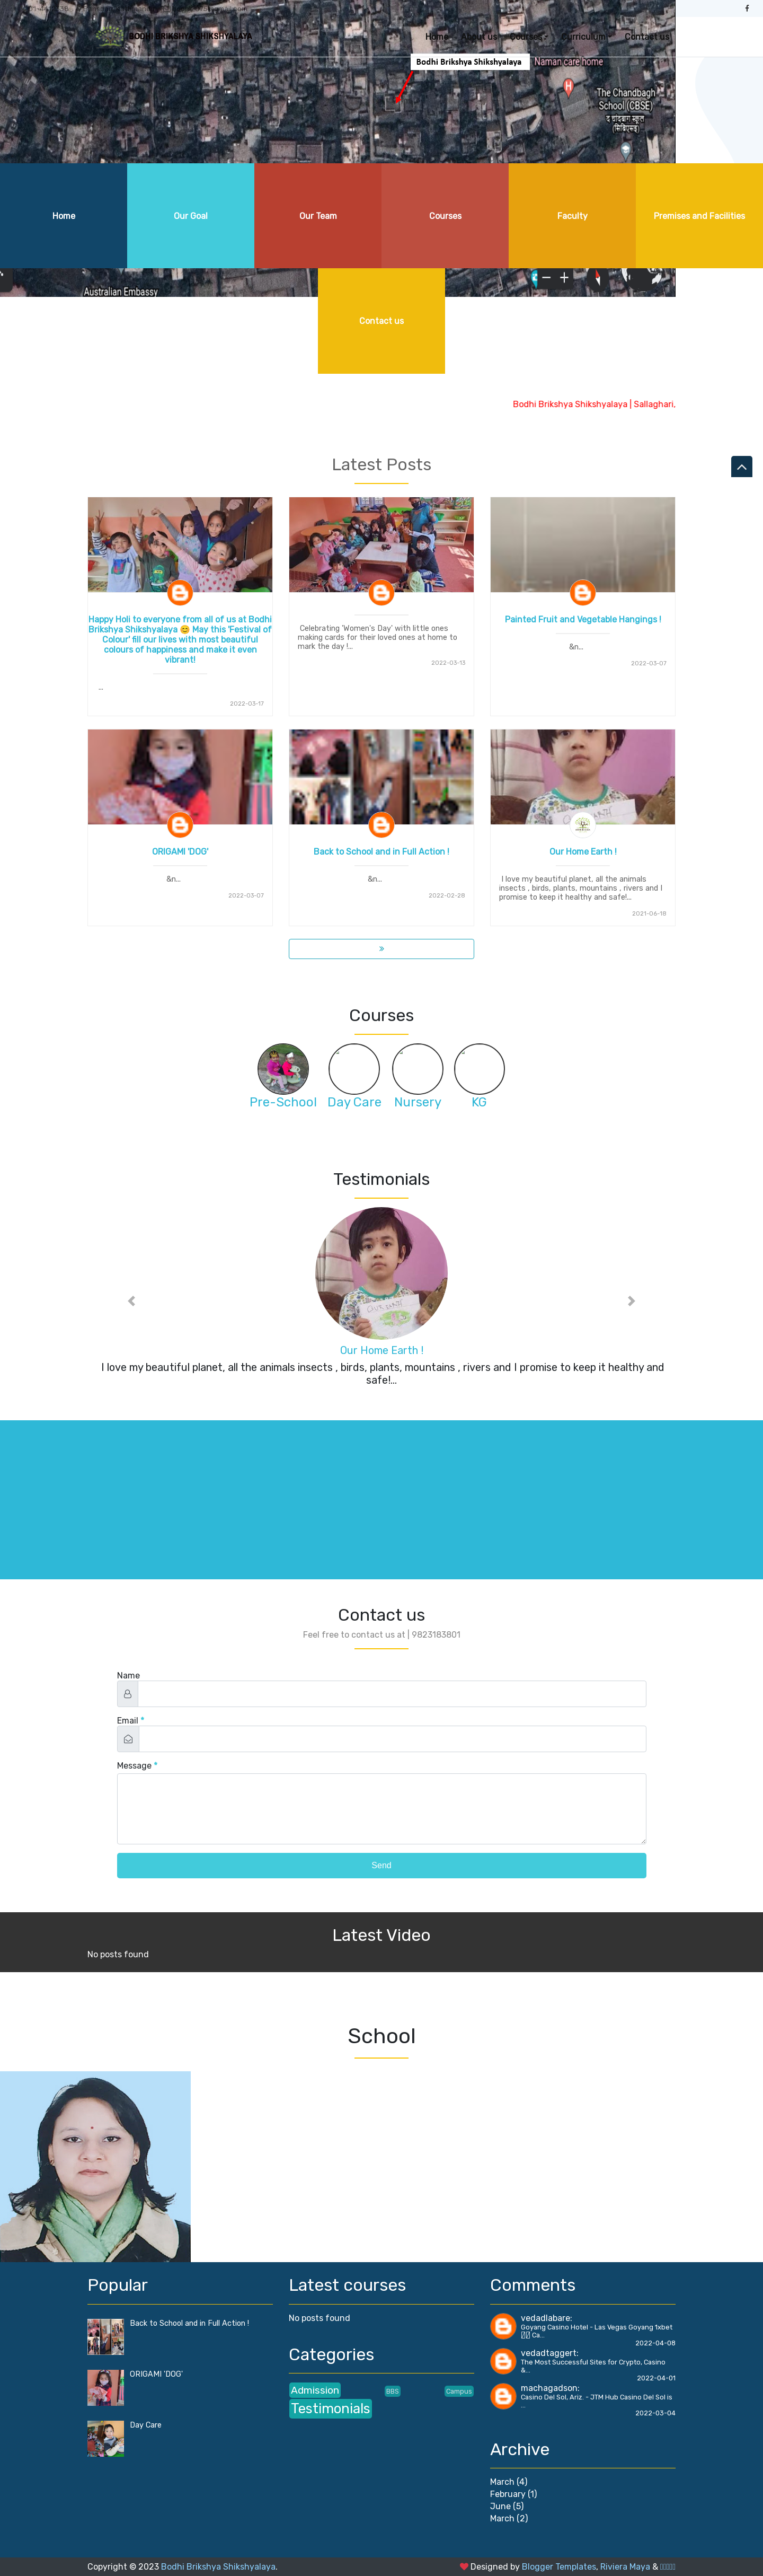 BODHI BRIKSHYA SHIKSHYALAYA
Home About us Courses Curriculum Contact us
Bodhi Brikshya Shikshyalaya
Naman care home
The Chandbagh
School (CBSE)
Home
Our Goal
Our Team
Courses
Faculty
Premises and Facilities
Australian Embassy
Contact us
Bodhi Brikshya Shikshyalaya | Sallaghari,
Latest Posts
Happy Holi to everyone from all of us at Bodhi
Brikshya Shikshyalaya 😊 May this 'Festival of
Colour' fill our lives with most beautiful
colours of happiness and make it even
vibrant!
...
2022-03-17
Celebrating 'Women's Day' with little ones
making cards for their loved ones at home to
mark the day !...
2022-03-13
Painted Fruit and Vegetable Hangings !
&n...
2022-03-07
ORIGAMI 'DOG'
&n...
2022-03-07
Back to School and in Full Action !
&n...
2022-02-28
Our Home Earth !
I love my beautiful planet, all the animals
insects , birds, plants, mountains , rivers and I
promise to keep it healthy and safe!...
2021-06-18
»
Courses
Pre-School
Day Care
Nursery
KG
Testimonials
Our Home Earth !
I love my beautiful planet, all the animals insects , birds, plants, mountains , rivers and I promise to keep it healthy and
safe!...
Contact us
Feel free to contact us at | 9823183801
Name
Email *
Message *
Send
Latest Video
No posts found
School
Popular
Back to School and in Full Action !
ORIGAMI 'DOG'
Day Care
Latest courses
No posts found
Categories
Admission
BBS
Campus
Testimonials
Comments
vedadlabare:
Goyang Casino Hotel - Las Vegas Goyang 1xbet
Ca...
2022-04-08
vedadtaggert:
The Most Successful Sites for Crypto, Casino
&...
2022-04-01
machagadson:
Casino Del Sol, Ariz. - JTM Hub Casino Del Sol is
...
2022-03-04
Archive
March (4)
February (1)
June (5)
March (2)
Copyright © 2023 Bodhi Brikshya Shikshyalaya.
Designed by Blogger Templates, Riviera Maya &